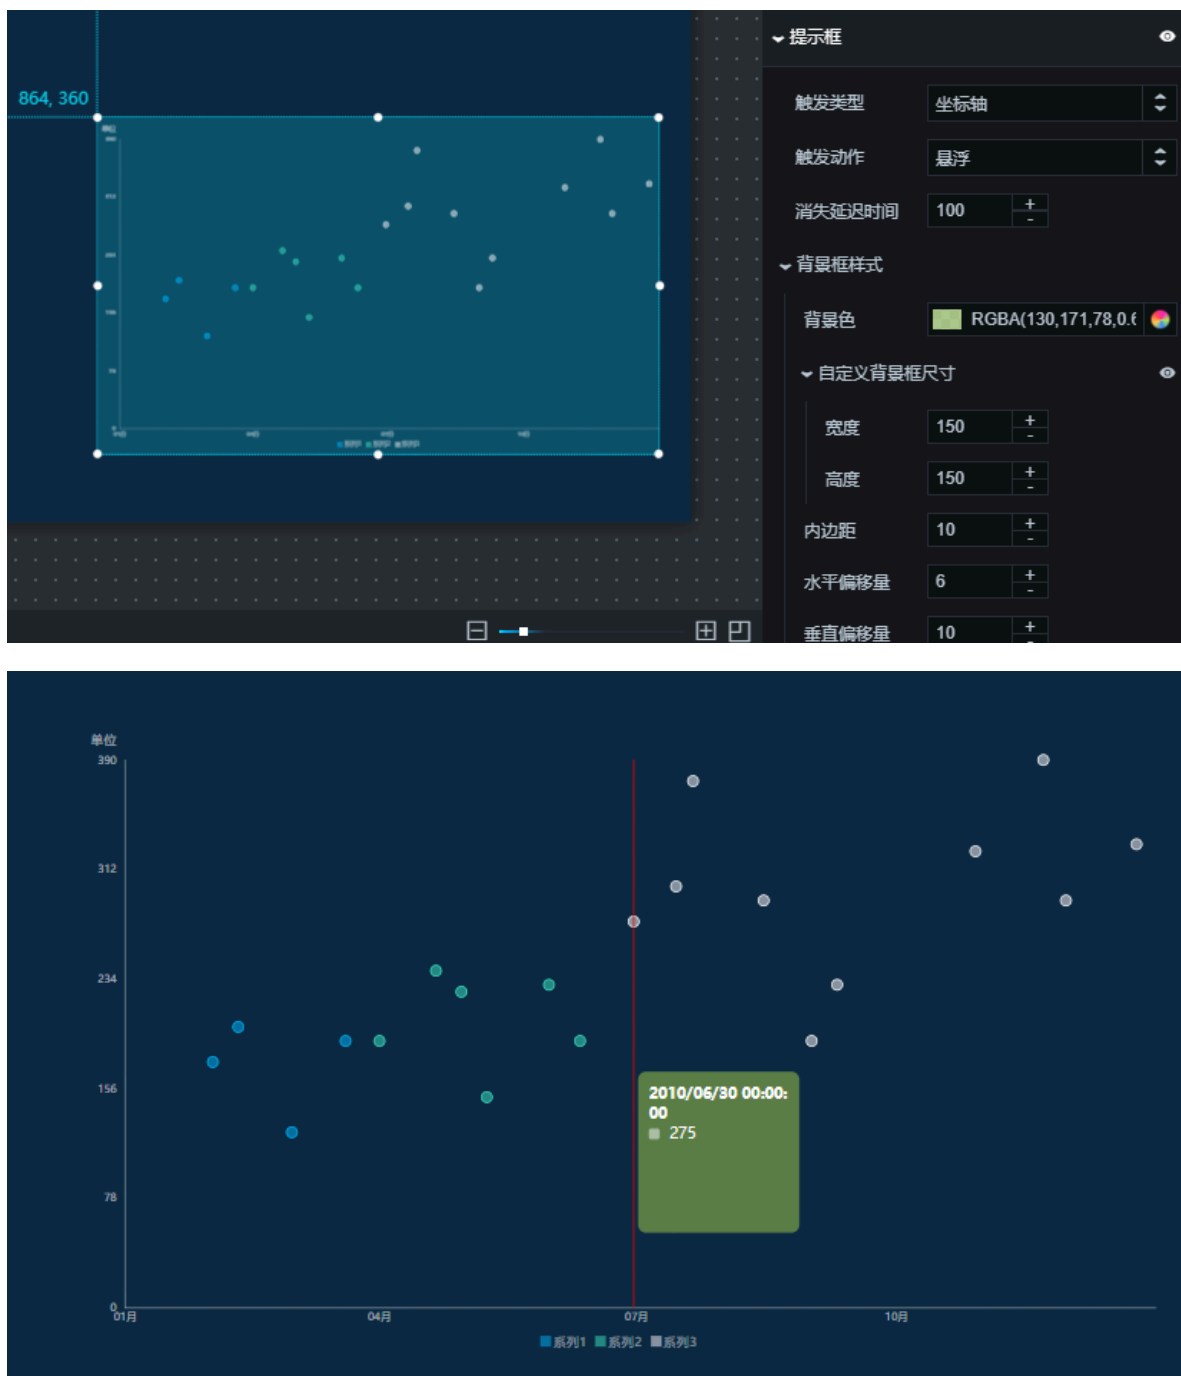 提示框
864, 360
触发类型 坐标轴
触发动作 悬浮
消失延迟时间 100 + -
背景框样式
背景色 RGBA(130,171,78,0.6
自定义背景框尺寸
宽度 150 + -
高度 150 + -
内边距 10 + -
水平偏移量 6 + -
垂直偏移量 10 +
单位
390
312
234
156
78
0
2010/06/30 00:00:
00
275
01月 04月 07月 10月
系列1 系列2 系列3